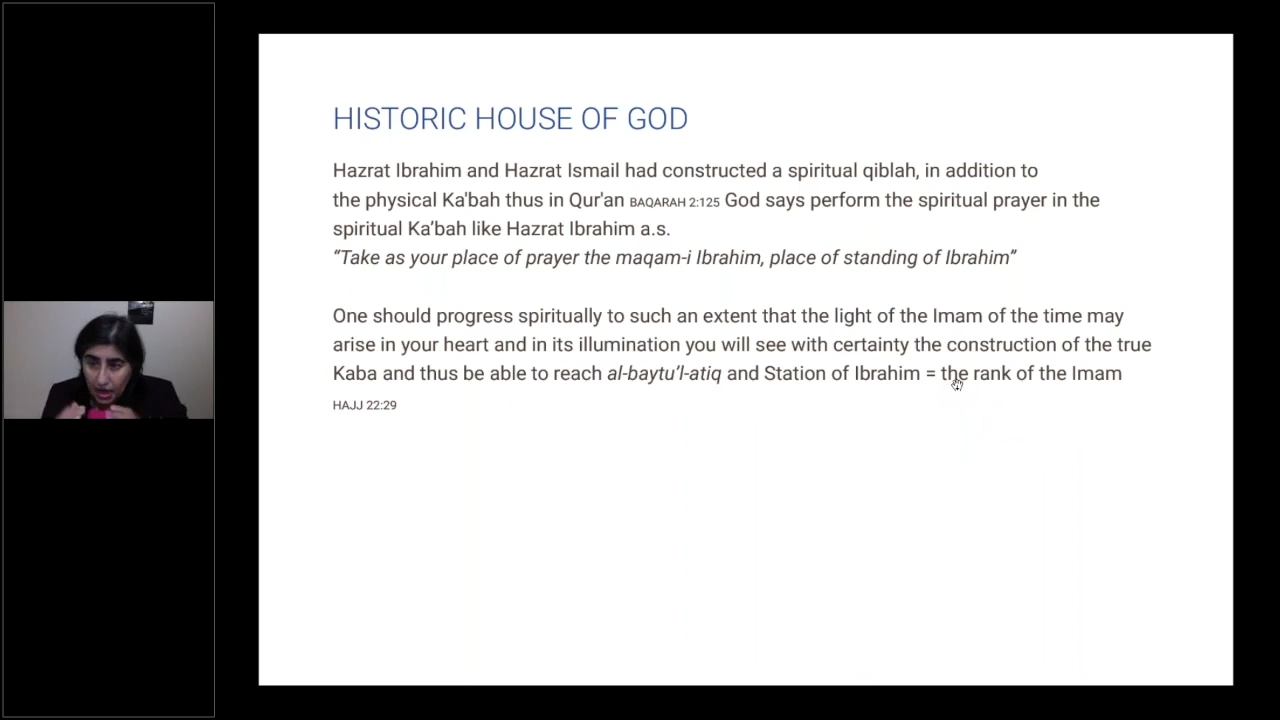 HISTORIC HOUSE OF GOD
Hazrat Ibrahim and Hazrat Ismail had constructed a spiritual qiblah, in addition to
the physical Ka'bah thus in Qur'an BAQARAH 2:125 God says perform the spiritual prayer in the
spiritual Ka’bah like Hazrat Ibrahim a.s.
“Take as your place of prayer the maqam-i Ibrahim, place of standing of Ibrahim”
One should progress spiritually to such an extent that the light of the Imam of the time may
arise in your heart and in its illumination you will see with certainty the construction of the true
Kaba and thus be able to reach al-baytu’l-atiq and Station of Ibrahim = the rank of the Imam
HAJJ 22:29